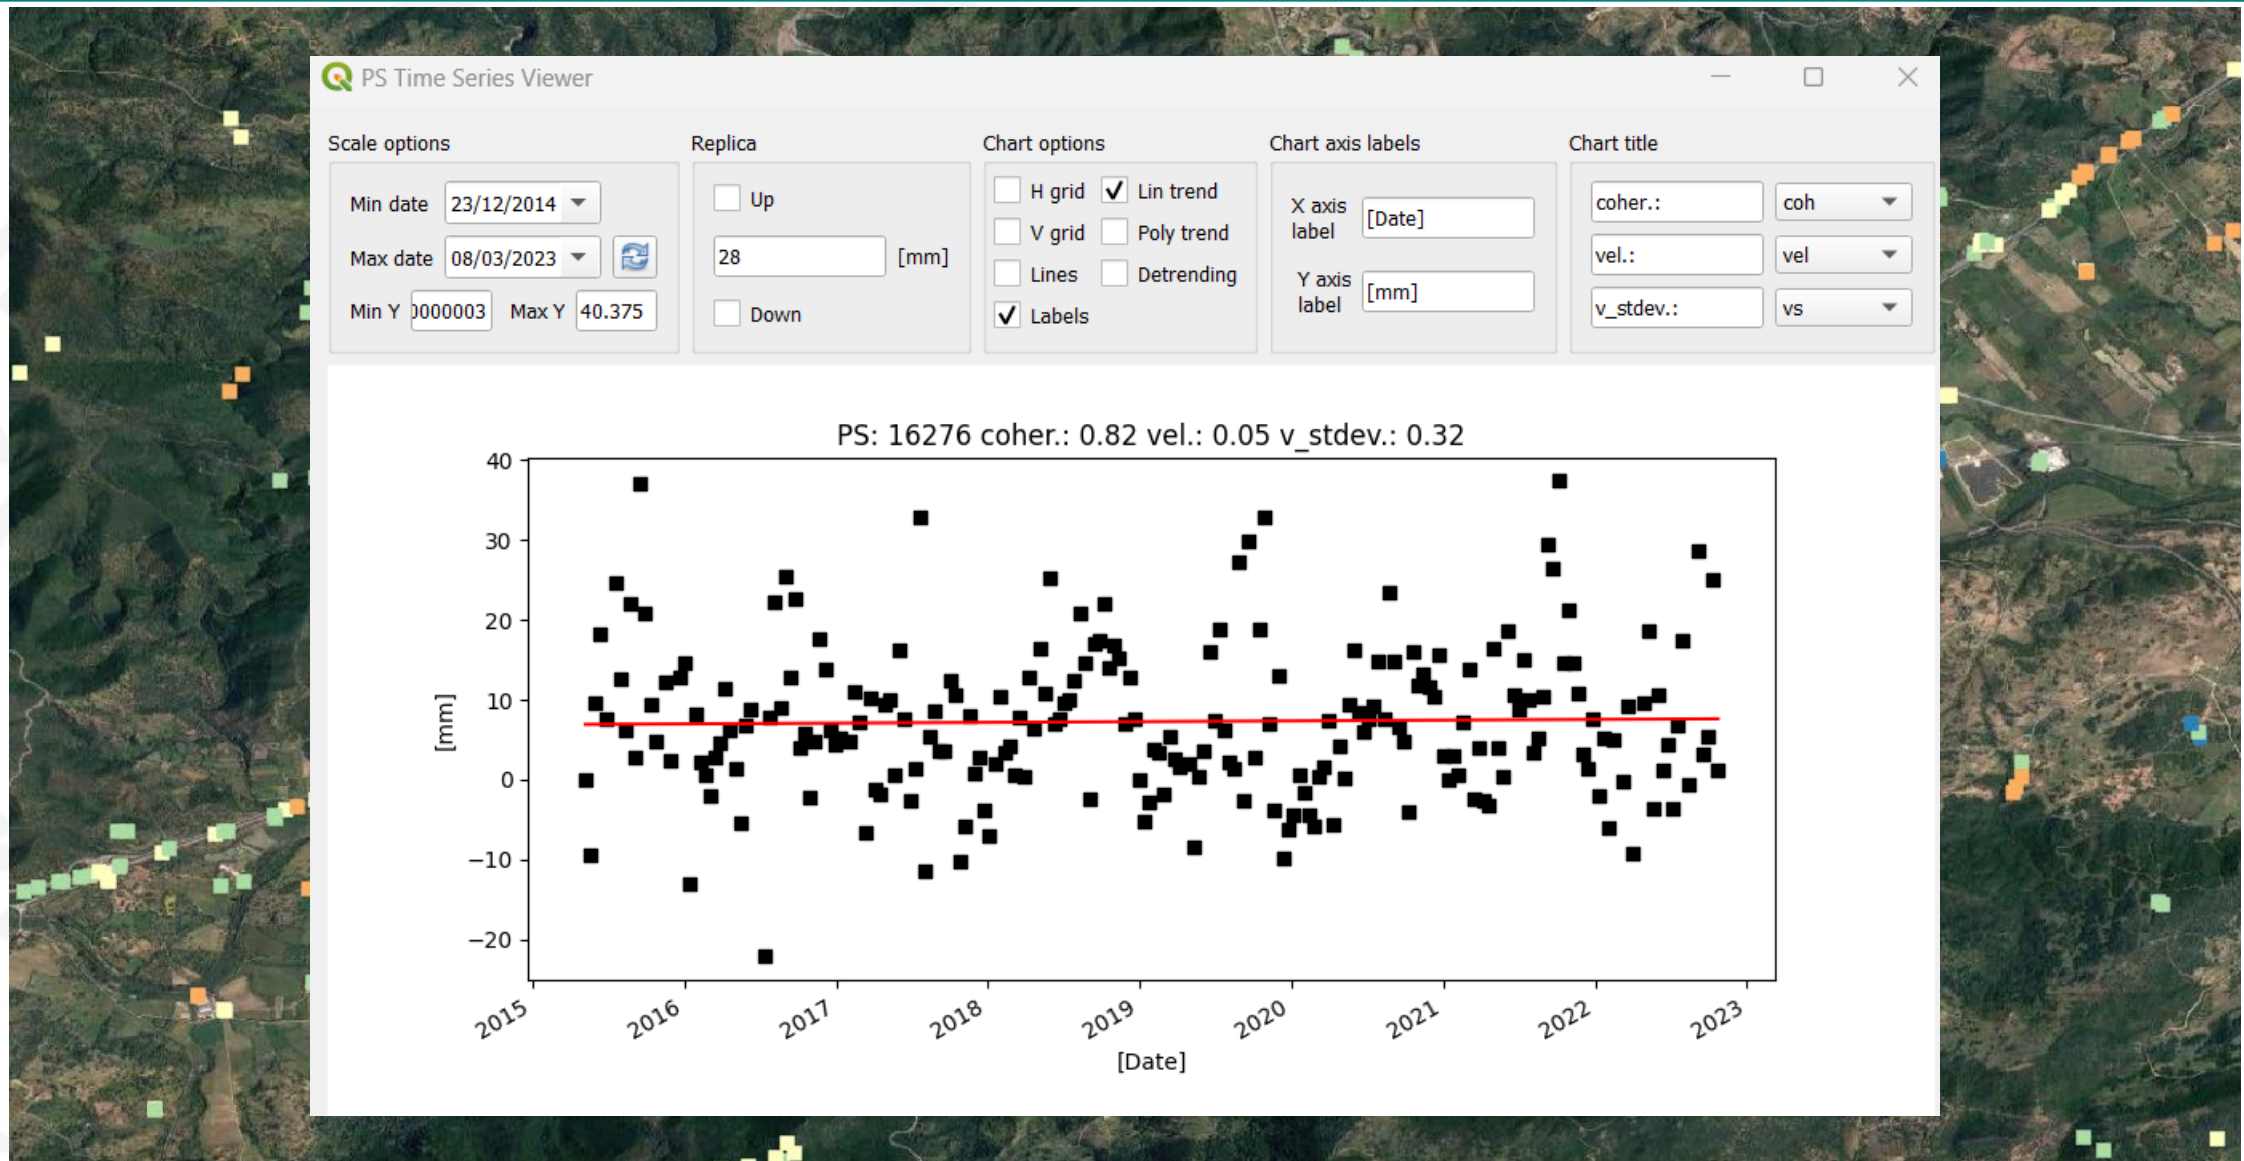 PS Time Series Viewer
Scale options
Min date 23/12/2014
Max date 08/03/2023
Min Y 0000003 Max Y 40.375
Replica
Up
28 [mm]
Down
Chart options
H grid Lin trend
V grid Poly trend
Lines Detrending
Labels
Chart axis labels
X axis label [Date]
Y axis label [mm]
Chart title
coher.: coh
vel.: vel
v_stdev.: vs
PS: 16276 coher.: 0.82 vel.: 0.05 v_stdev.: 0.32
40
30
20
10
0
−10
−20
[mm]
2015 2016 2017 2018 2019 2020 2021 2022 2023
[Date]